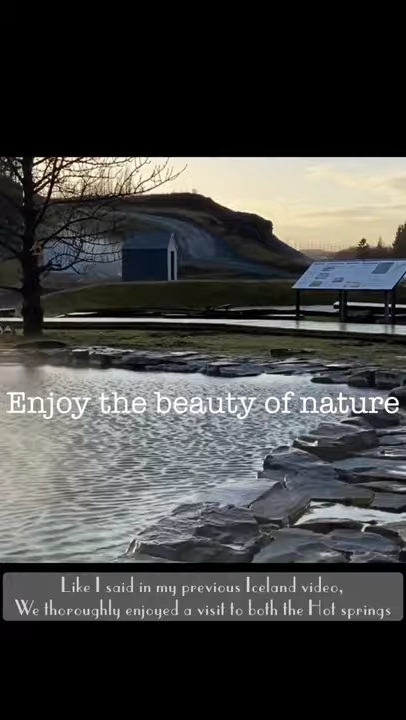 Enjoy the beauty of nature
Like I said in my previous Iceland video,
We thoroughly enjoyed a visit to both the Hot springs